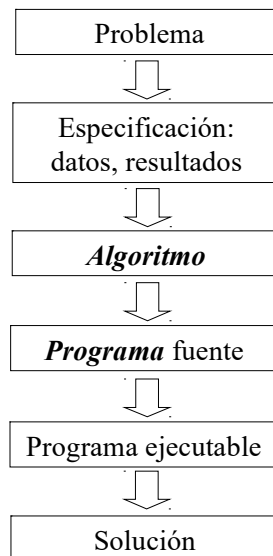 Problema
Especificación:
datos, resultados
Algoritmo
Programa fuente
Programa ejecutable
Solución